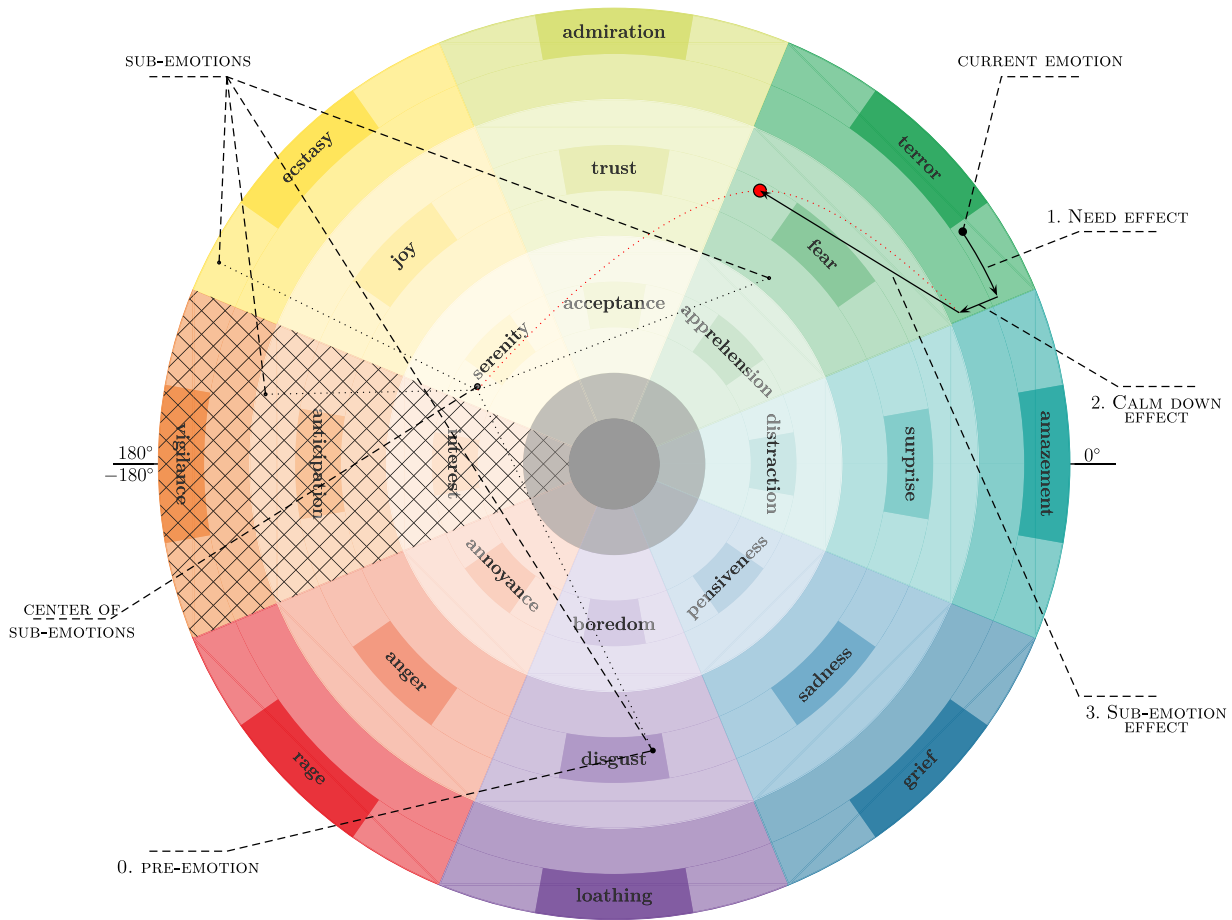 admiration
SUB-EMOTIONS
CURRENT EMOTION
ecstasy
terror
trust
1. NEED EFFECT
joy
fear
acceptance
serenity
apprehension
2. CALM DOWN
EFFECT
180°
−180°
vigilance
anticipation
interest
distraction
surprise
amazement
0°
annoyance
pensiveness
CENTER OF
SUB-EMOTIONS
boredom
anger
sadness
3. SUB-EMOTION
EFFECT
disgust
rage
grief
0. PRE-EMOTION
loathing